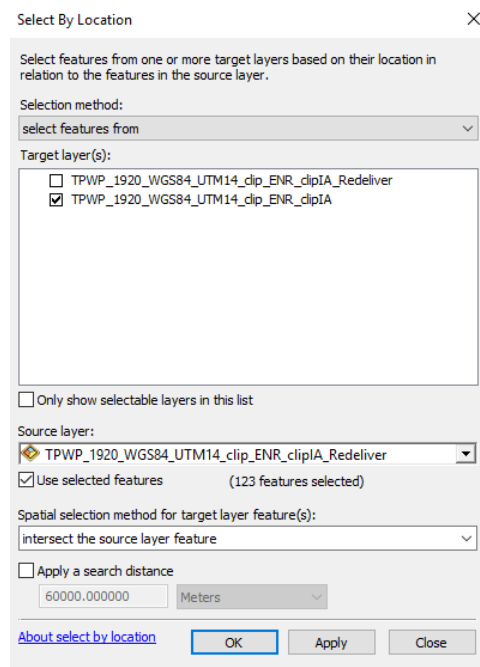 Select By Location
Select features from one or more target layers based on their location in
relation to the features in the source layer.
Selection method:
select features from
Target layer(s):
TPWP_1920_WGS84_UTM14_clip_ENR_clipIA_Redeliver
TPWP_1920_WGS84_UTM14_clip_ENR_clipIA
Only show selectable layers in this list
Source layer:
TPWP_1920_WGS84_UTM14_clip_ENR_clipIA_Redeliver
Use selected features (123 features selected)
Spatial selection method for target layer feature(s):
intersect the source layer feature
Apply a search distance
60000.000000 Meters
About select by location OK Apply Close